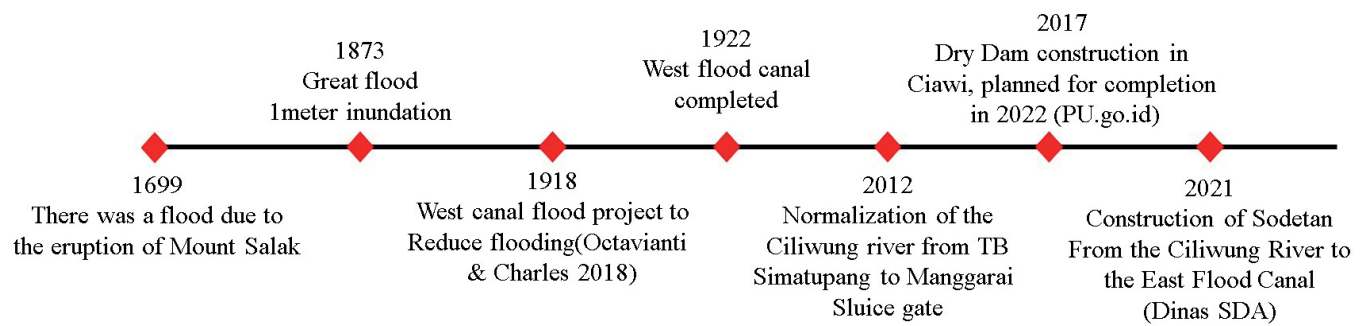 1699
There was a flood due to
the eruption of Mount Salak
1873
Great flood
1meter inundation
1918
West canal flood project to
Reduce flooding(Octavianti
& Charles 2018)
1922
West flood canal
completed
2012
Normalization of the
Ciliwung river from TB
Simatupang to Manggarai
Sluice gate
2017
Dry Dam construction in
Ciawi, planned for completion
in 2022 (PU.go.id)
2021
Construction of Sodetan
From the Ciliwung River to
the East Flood Canal
(Dinas SDA)